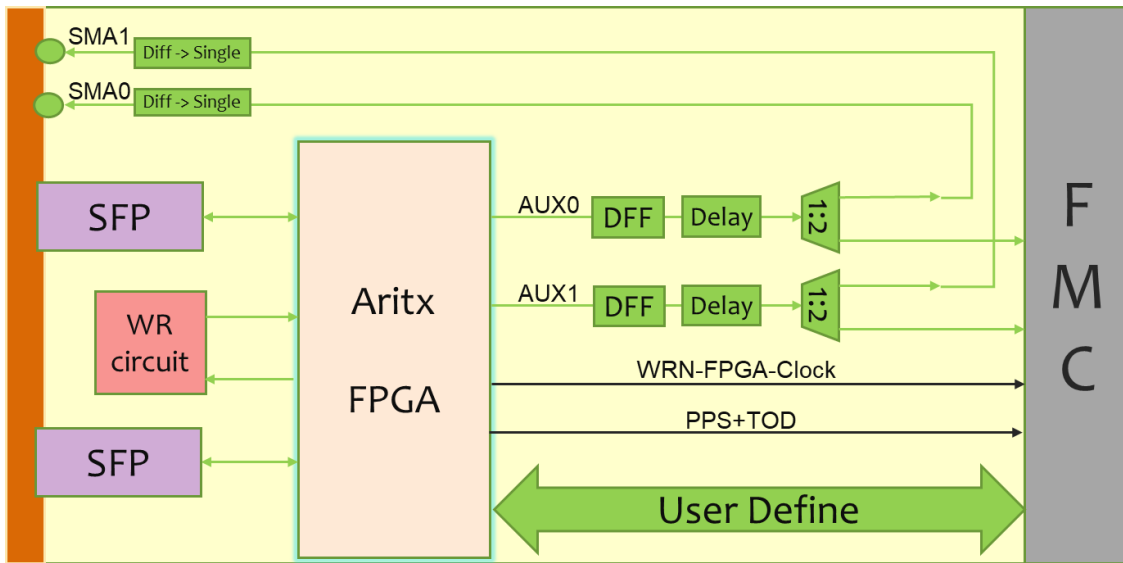 SMA1
Diff -> Single
SMA0
Diff -> Single
SFP
WR
circuit
SFP
Aritx
FPGA
AUX0
DFF
Delay
1:2
AUX1
DFF
Delay
1:2
WRN-FPGA-Clock
PPS+TOD
User Define
F
M
C